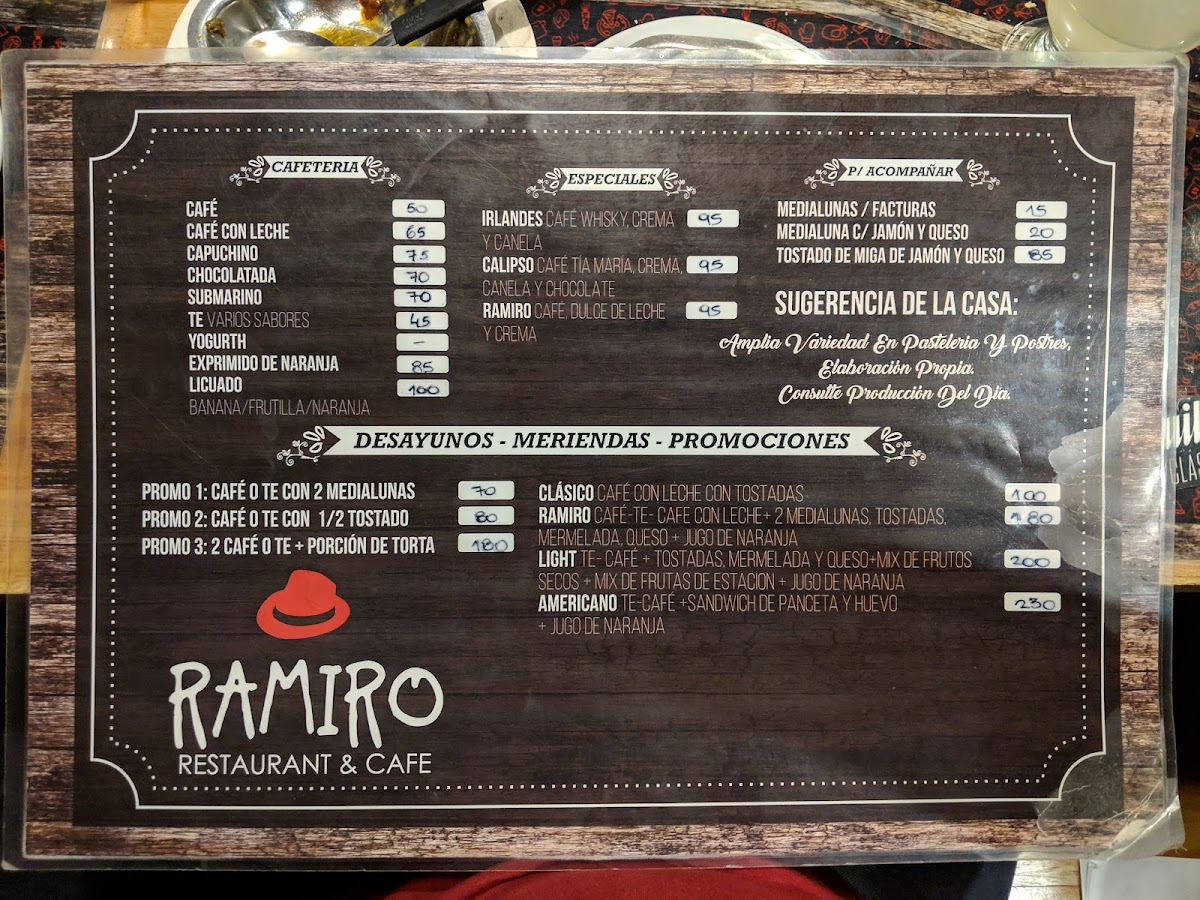 CAFETERIA
CAFÉ 50
CAFÉ CON LECHE 65
CAPUCHINO 75
CHOCOLATADA 70
SUBMARINO 70
TE VARIOS SABORES 45
YOGURTH –
EXPRIMIDO DE NARANJA 85
LICUADO 100
BANANA/FRUTILLA/NARANJA
ESPECIALES
IRLANDES CAFÉ WHISKY, CREMA 95
Y CANELA
CALIPSO CAFÉ TÍA MARIA, CREMA, 95
CANELA Y CHOCOLATE
RAMIRO CAFÉ, DULCE DE LECHE 95
Y CREMA
P/ ACOMPAÑAR
MEDIALUNAS / FACTURAS 15
MEDIALUNA C/ JAMÓN Y QUESO 20
TOSTADO DE MIGA DE JAMÓN Y QUESO 85
SUGERENCIA DE LA CASA:
Amplia Variedad En Pasteleria Y Postres,
Elaboración Propia.
Consulte Producción Del Dia.
DESAYUNOS - MERIENDAS - PROMOCIONES
PROMO 1: CAFÉ O TE CON 2 MEDIALUNAS 70
PROMO 2: CAFÉ O TE CON 1/2 TOSTADO 80
PROMO 3: 2 CAFÉ O TE + PORCIÓN DE TORTA 180
CLÁSICO CAFÉ CON LECHE CON TOSTADAS 100
RAMIRO CAFÉ-TE- CAFE CON LECHE+ 2 MEDIALUNAS, TOSTADAS, 180
MERMELADA, QUESO + JUGO DE NARANJA
LIGHT TE- CAFÉ + TOSTADAS, MERMELADA Y QUESO+MIX DE FRUTOS 200
SECOS + MIX DE FRUTAS DE ESTACION + JUGO DE NARANJA
AMERICANO TE-CAFÉ +SANDWICH DE PANCETA Y HUEVO 230
+ JUGO DE NARANJA
RAMIRO
RESTAURANT & CAFE